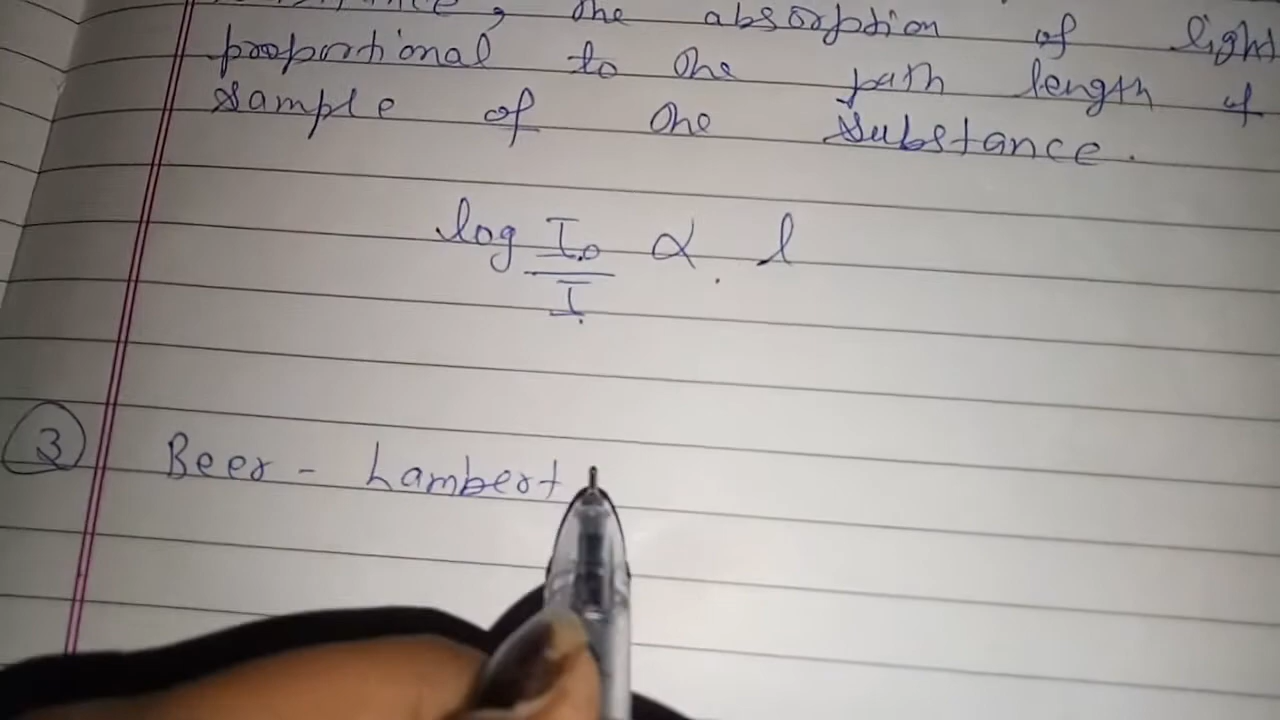 , the absorption of light
proportional to the path length of
sample of the substance.
log I₀/I ∝ l
3 Beer - Lambert